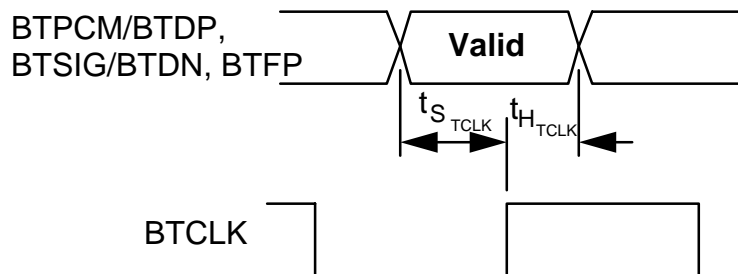 BTPCM/BTDP,
BTSIG/BTDN, BTFP
Valid
tS TCLK
tH TCLK
BTCLK